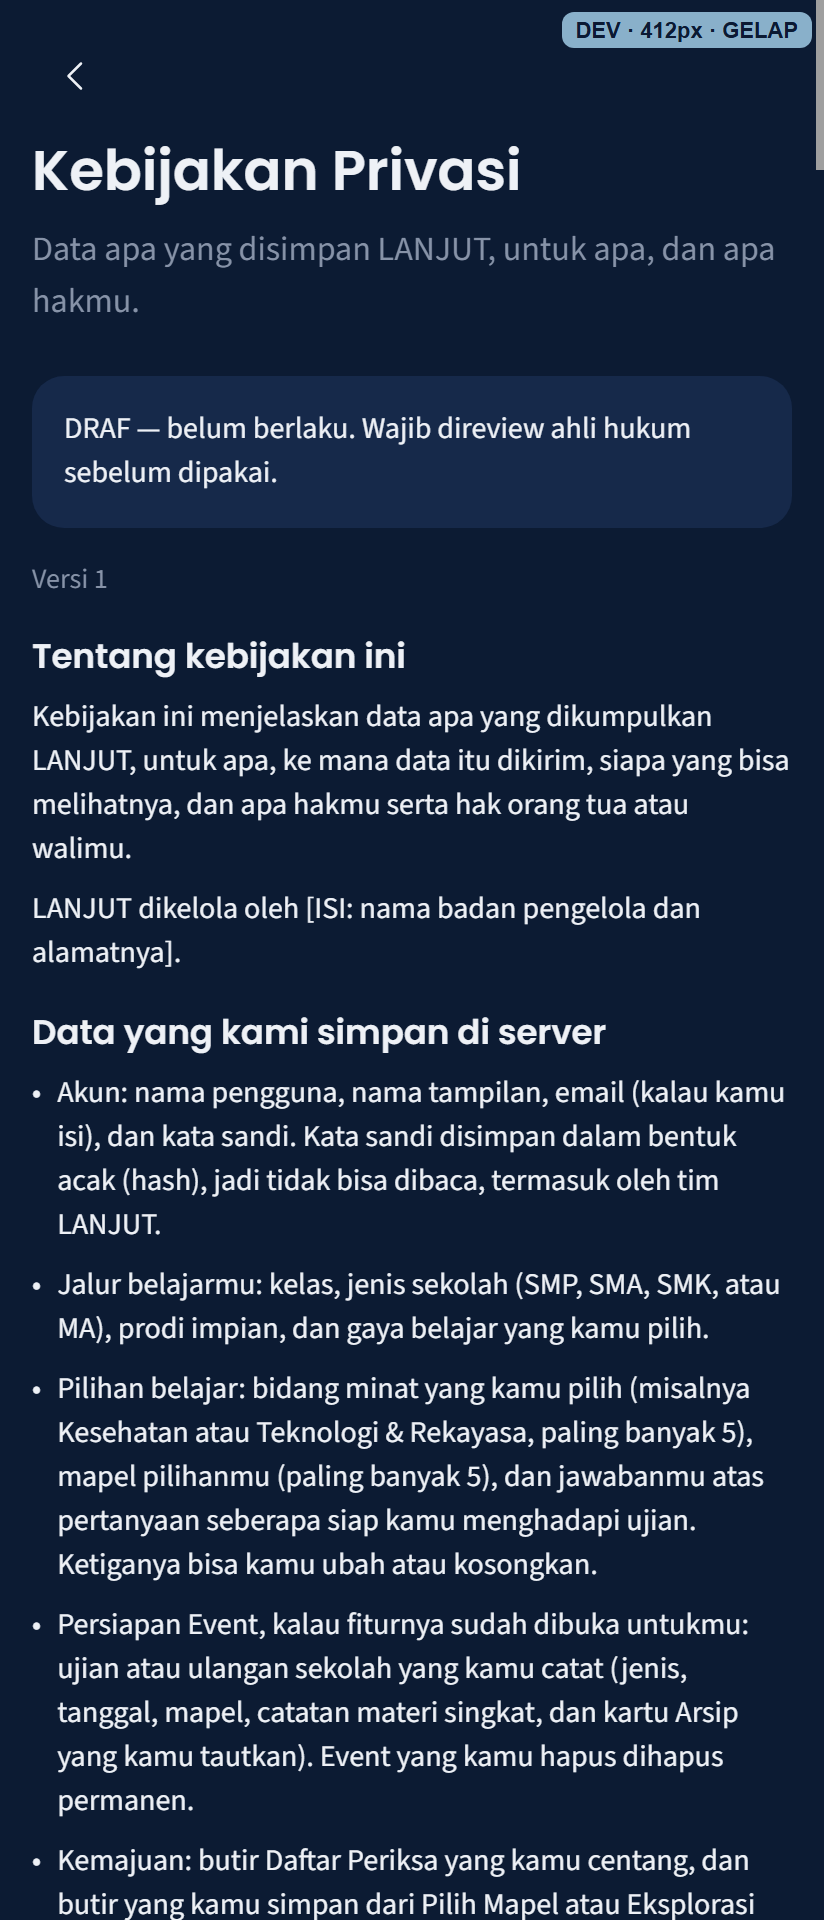 DEV · 412px · GELAP
Kebijakan Privasi
Data apa yang disimpan LANJUT, untuk apa, dan apa
hakmu.
DRAF — belum berlaku. Wajib direview ahli hukum
sebelum dipakai.
Versi 1
Tentang kebijakan ini
Kebijakan ini menjelaskan data apa yang dikumpulkan
LANJUT, untuk apa, ke mana data itu dikirim, siapa yang bisa
melihatnya, dan apa hakmu serta hak orang tua atau
walimu.
LANJUT dikelola oleh [ISI: nama badan pengelola dan
alamatnya].
Data yang kami simpan di server
• Akun: nama pengguna, nama tampilan, email (kalau kamu
isi), dan kata sandi. Kata sandi disimpan dalam bentuk
acak (hash), jadi tidak bisa dibaca, termasuk oleh tim
LANJUT.
• Jalur belajarmu: kelas, jenis sekolah (SMP, SMA, SMK, atau
MA), prodi impian, dan gaya belajar yang kamu pilih.
• Pilihan belajar: bidang minat yang kamu pilih (misalnya
Kesehatan atau Teknologi & Rekayasa, paling banyak 5),
mapel pilihanmu (paling banyak 5), dan jawabanmu atas
pertanyaan seberapa siap kamu menghadapi ujian.
Ketiganya bisa kamu ubah atau kosongkan.
• Persiapan Event, kalau fiturnya sudah dibuka untukmu:
ujian atau ulangan sekolah yang kamu catat (jenis,
tanggal, mapel, catatan materi singkat, dan kartu Arsip
yang kamu tautkan). Event yang kamu hapus dihapus
permanen.
• Kemajuan: butir Daftar Periksa yang kamu centang, dan
butir yang kamu simpan dari Pilih Mapel atau Eksplorasi